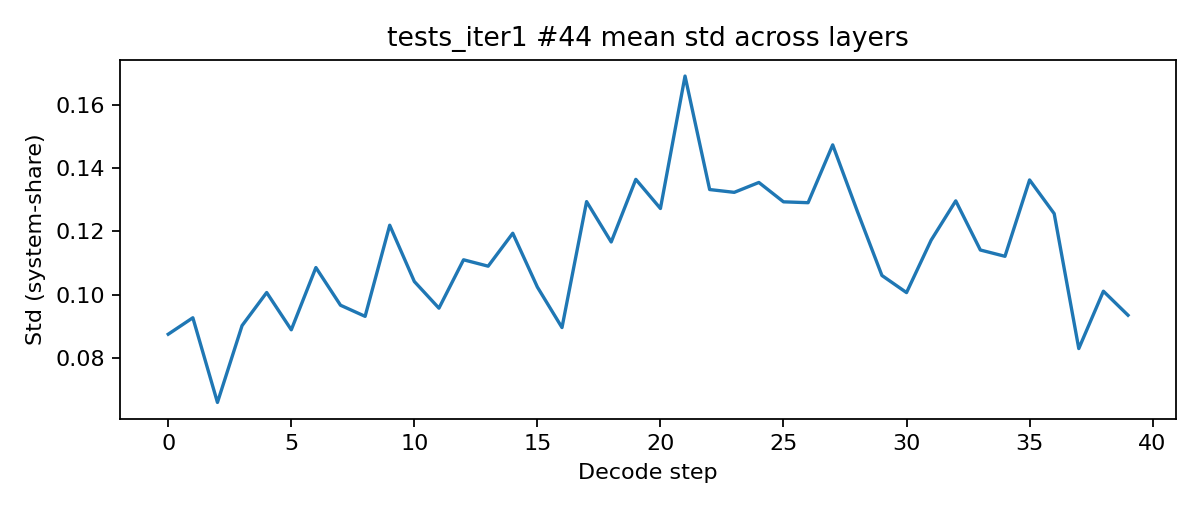 tests_iter1 #44 mean std across layers
Std (system-share)
0.16
0.14
0.12
0.10
0.08
0 5 10 15 20 25 30 35 40
Decode step